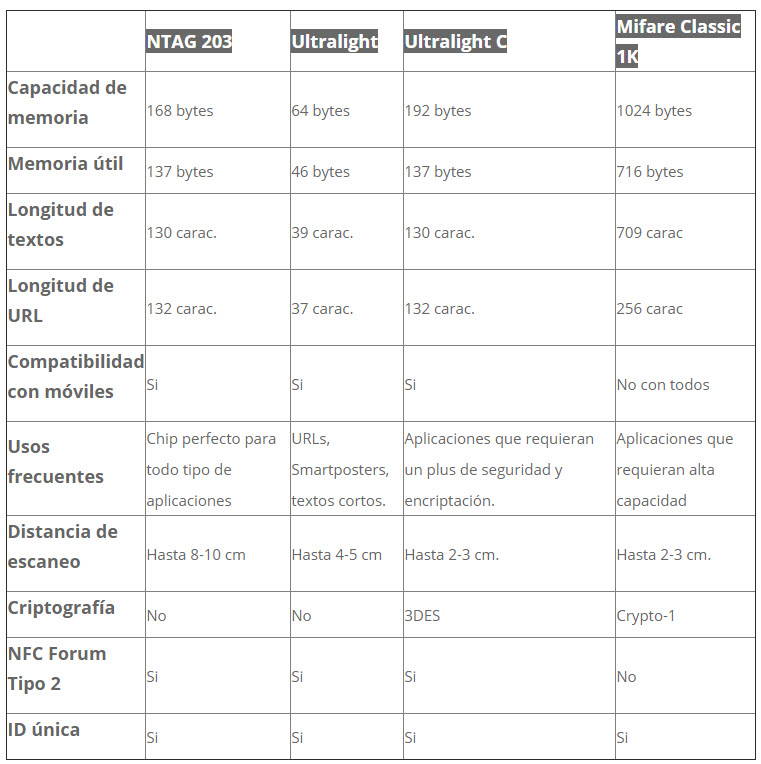 NTAG 203 Ultralight Ultralight C Mifare Classic 1K
Capacidad de memoria 168 bytes 64 bytes 192 bytes 1024 bytes
Memoria útil 137 bytes 46 bytes 137 bytes 716 bytes
Longitud de textos 130 carac. 39 carac. 130 carac. 709 carac
Longitud de URL 132 carac. 37 carac. 132 carac. 256 carac
Compatibilidad con móviles Si Si Si No con todos
Usos frecuentes Chip perfecto para todo tipo de aplicaciones URLs, Smartposters, textos cortos. Aplicaciones que requieran un plus de seguridad y encriptación. Aplicaciones que requieran alta capacidad
Distancia de escaneo Hasta 8-10 cm Hasta 4-5 cm Hasta 2-3 cm. Hasta 2-3 cm.
Criptografía No No 3DES Crypto-1
NFC Forum Tipo 2 Si Si Si No
ID única Si Si Si Si